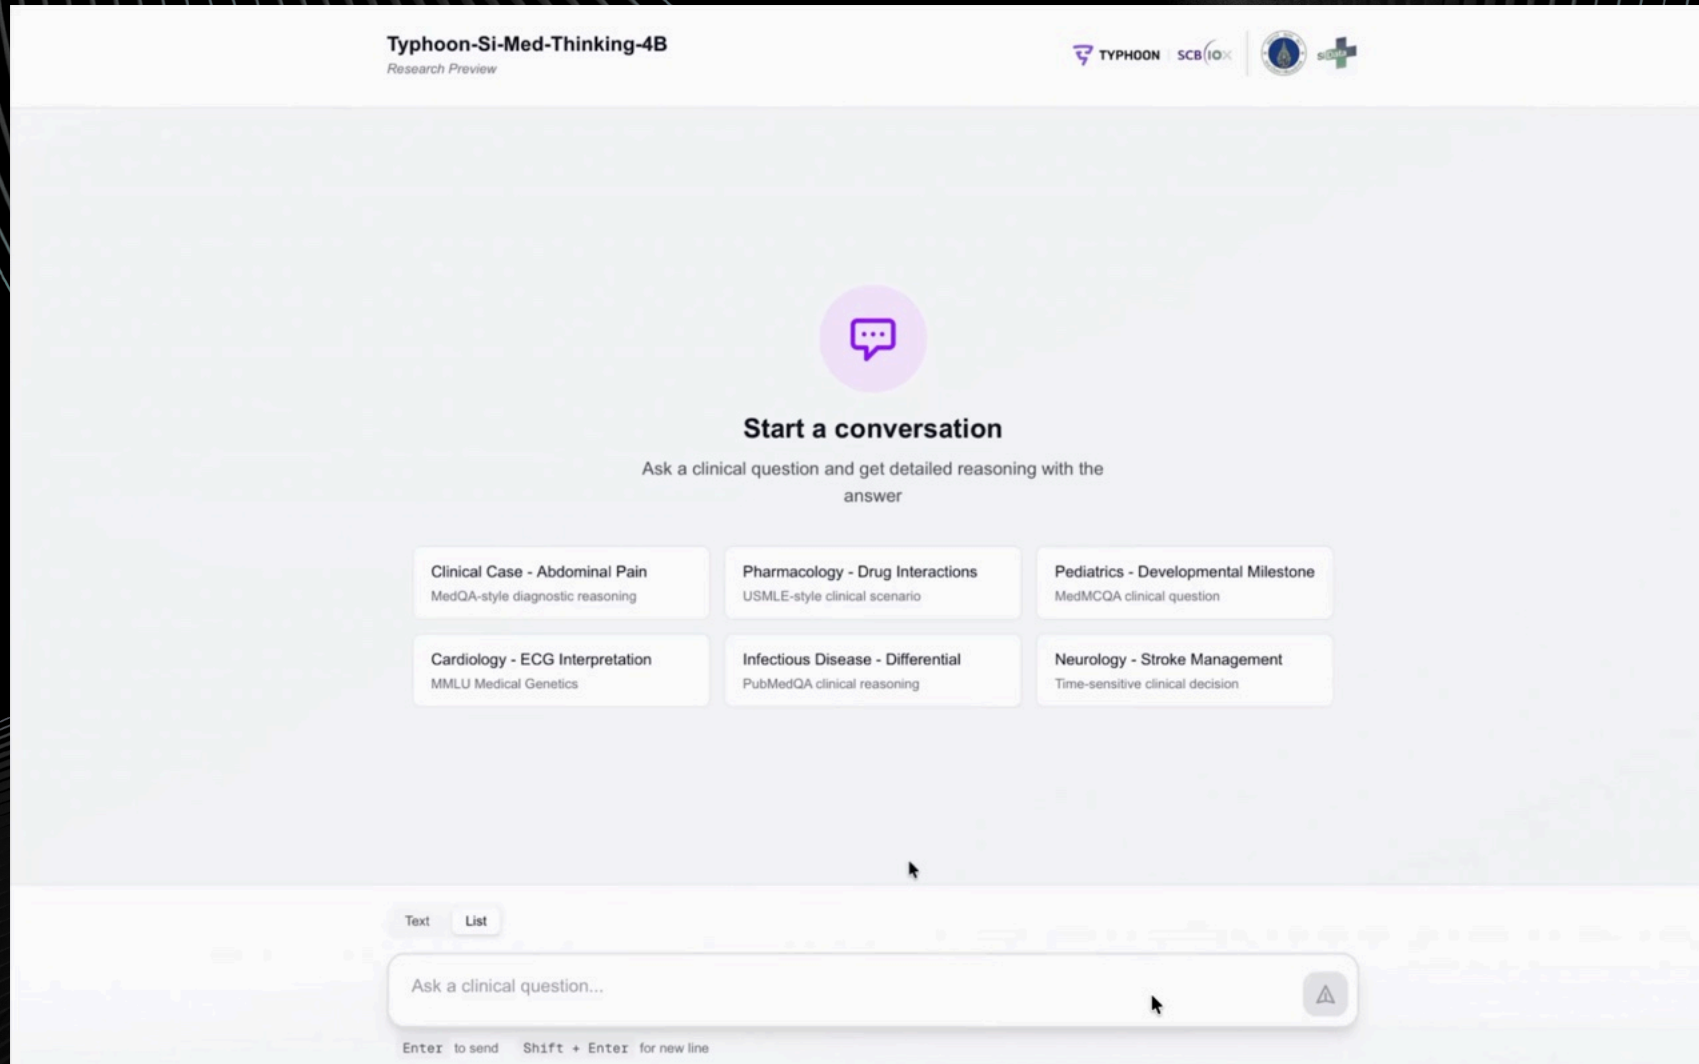 Typhoon-Si-Med-Thinking-4B
Research Preview
TYPHOON SCB 10X
siData
Start a conversation
Ask a clinical question and get detailed reasoning with the
answer
Clinical Case - Abdominal Pain
MedQA-style diagnostic reasoning
Pharmacology - Drug Interactions
USMLE-style clinical scenario
Pediatrics - Developmental Milestone
MedMCQA clinical question
Cardiology - ECG Interpretation
MMLU Medical Genetics
Infectious Disease - Differential
PubMedQA clinical reasoning
Neurology - Stroke Management
Time-sensitive clinical decision
Text List
Ask a clinical question...
Enter to send Shift + Enter for new line